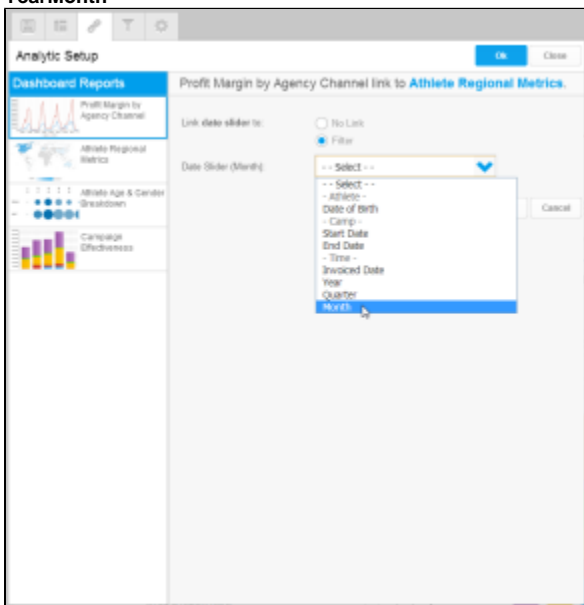 YearMonth
Analytic Setup
Ok
Close
Dashboard Reports
Profit Margin by Agency Channel link to Athlete Regional Metrics.
Profit Margin by
Agency Channel
Athlete Regional
Metrics
Athlete Age & Gender
Breakdown
Campaign
Effectiveness
Link date slider to:
No Link
Filter
Date Slider (Month)
- - Select - -
- - Select - -
- Athlete -
Date of Birth
- Camp -
Start Date
End Date
- Time -
Invoiced Date
Year
Quarter
Month
Cancel